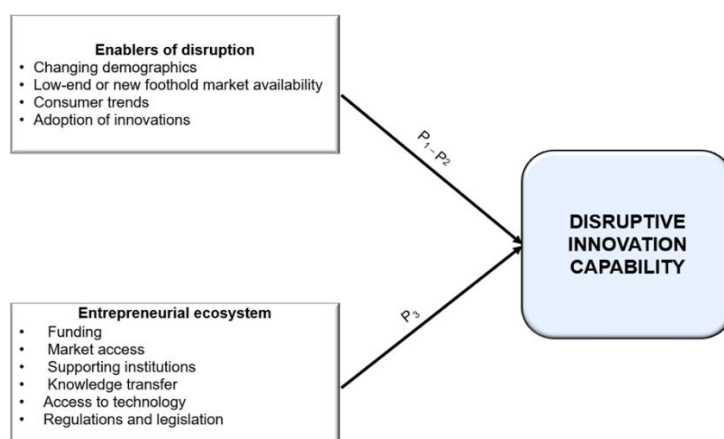 Enablers of disruption
• Changing demographics
• Low-end or new foothold market availability
• Consumer trends
• Adoption of innovations
P1 – P2
DISRUPTIVE
INNOVATION
CAPABILITY
P3
Entrepreneurial ecosystem
• Funding
• Market access
• Supporting institutions
• Knowledge transfer
• Access to technology
• Regulations and legislation